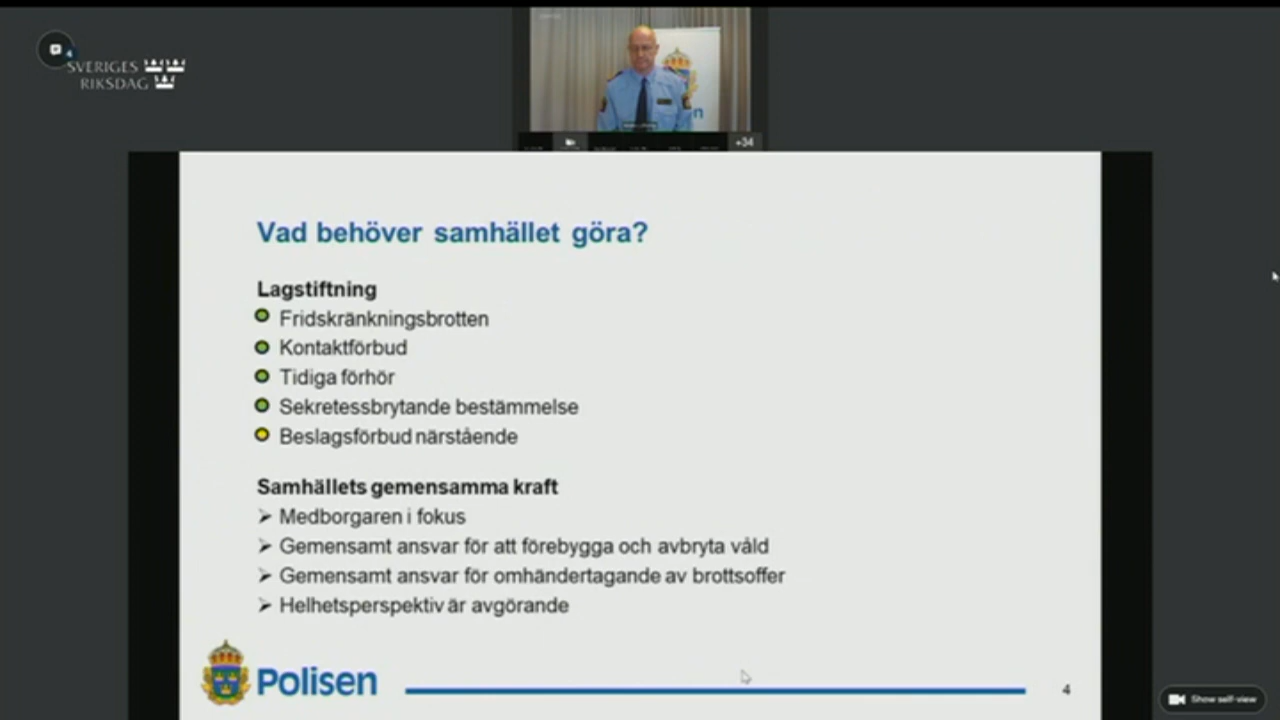 4
SVERIGES
RIKSDAG
+34
Vad behöver samhället göra?
Lagstiftning
Fridskränkningsbrotten
Kontaktförbud
Tidiga förhör
Sekretessbrytande bestämmelse
Beslagsförbud närstående
Samhällets gemensamma kraft
Medborgaren i fokus
Gemensamt ansvar för att förebygga och avbryta våld
Gemensamt ansvar för omhändertagande av brottsoffer
Helhetsperspektiv är avgörande
Polisen
4
Show self-view